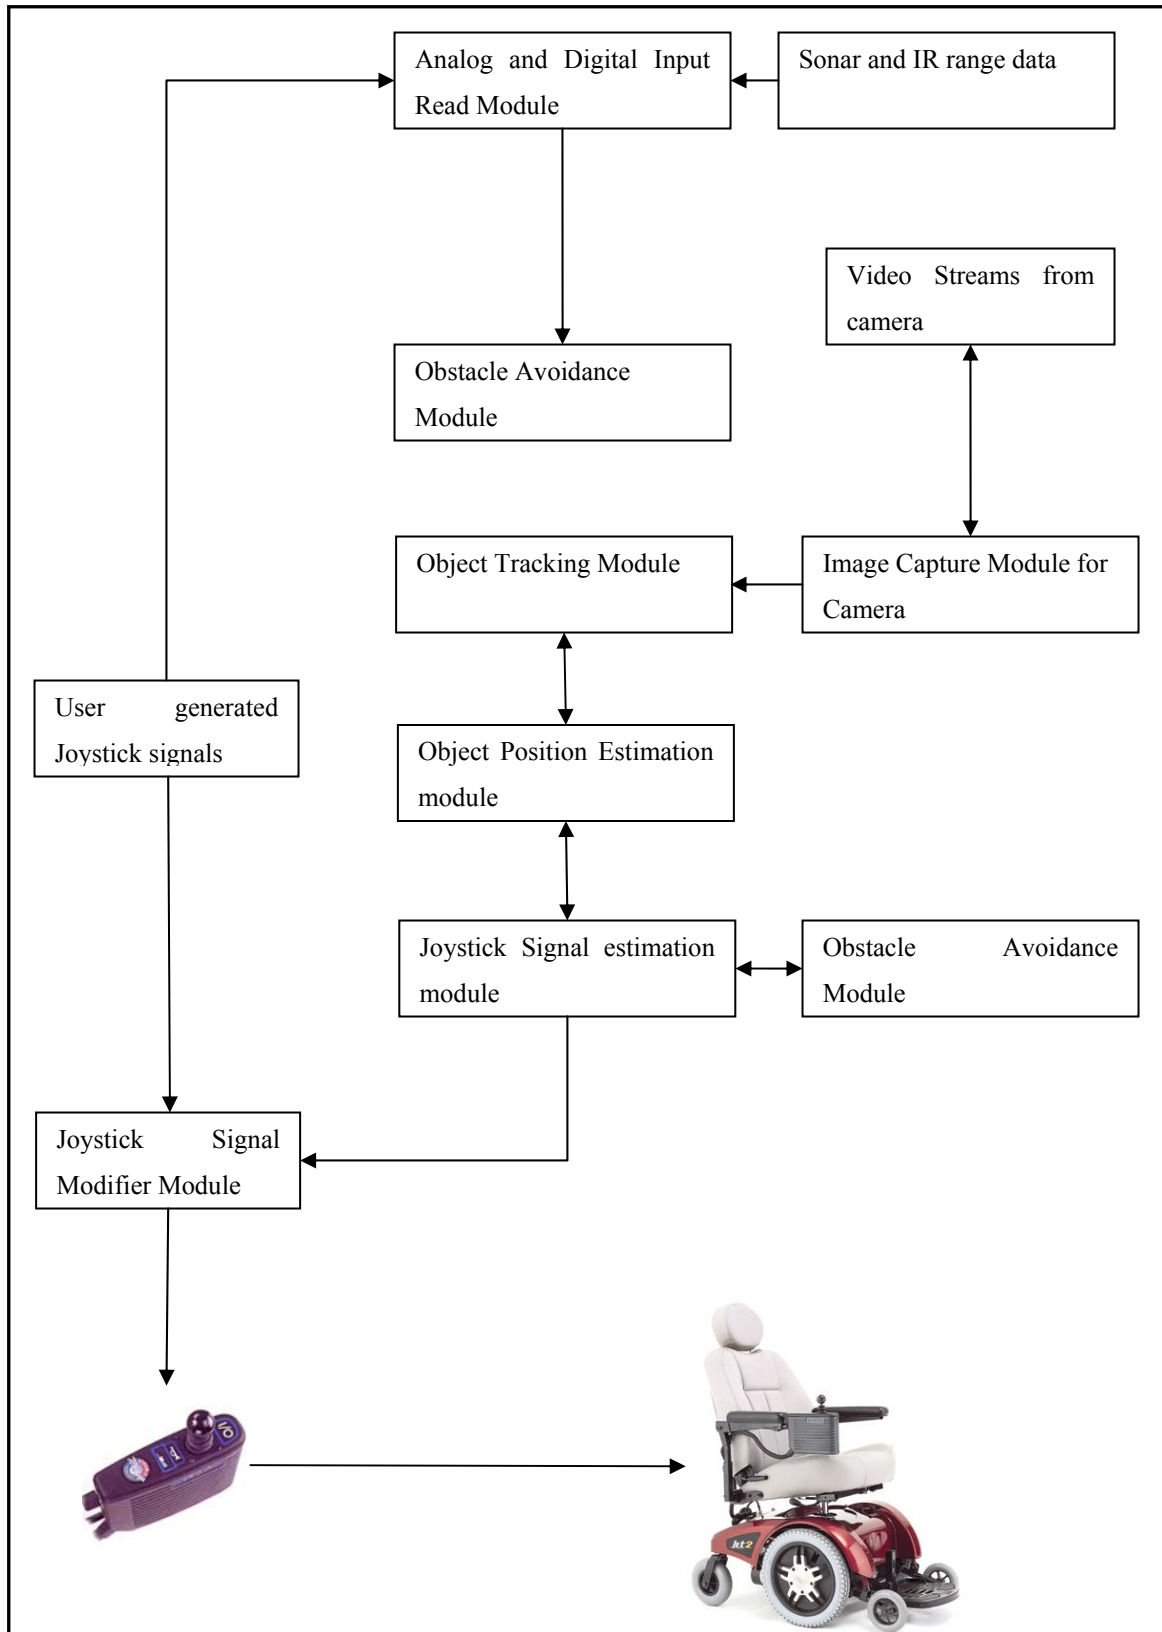 Analog and Digital Input
Read Module
Sonar and IR range data
Video Streams from
camera
Obstacle Avoidance
Module
Object Tracking Module
Image Capture Module for
Camera
User generated
Joystick signals
Object Position Estimation
module
Joystick Signal estimation
module
Obstacle Avoidance
Module
Joystick Signal
Modifier Module
I/O
Jet 2